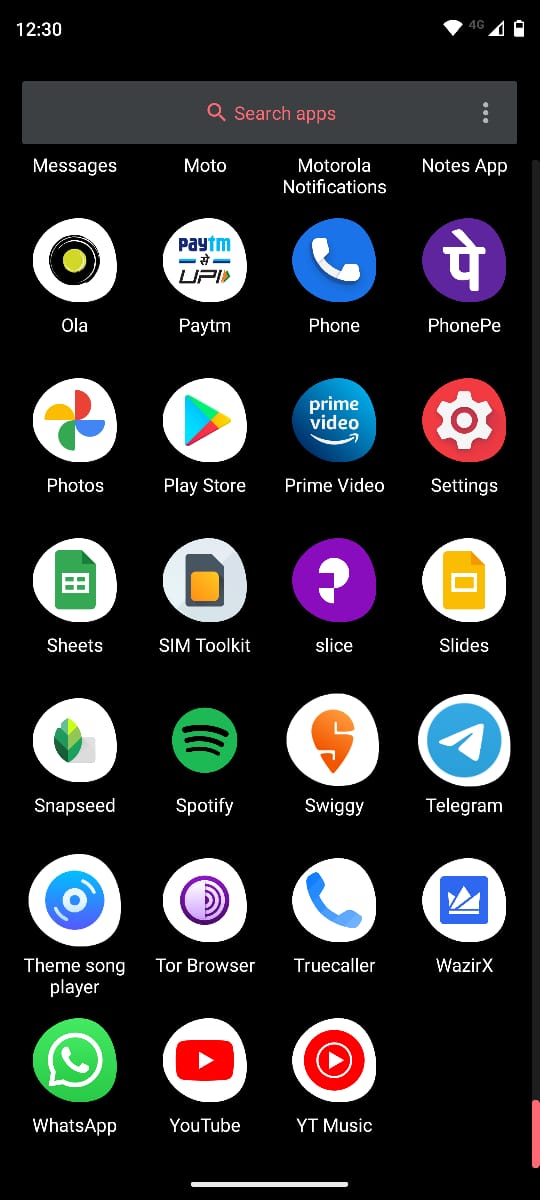 12:30
4G
Search apps
Messages
Moto
Motorola
Notifications
Notes App
paytm
से
UPI
पे
Ola
Paytm
Phone
PhonePe
prime
video
Photos
Play Store
Prime Video
Settings
Sheets
SIM Toolkit
slice
Slides
Snapseed
Spotify
Swiggy
Telegram
Theme song
player
Tor Browser
Truecaller
WazirX
WhatsApp
YouTube
YT Music